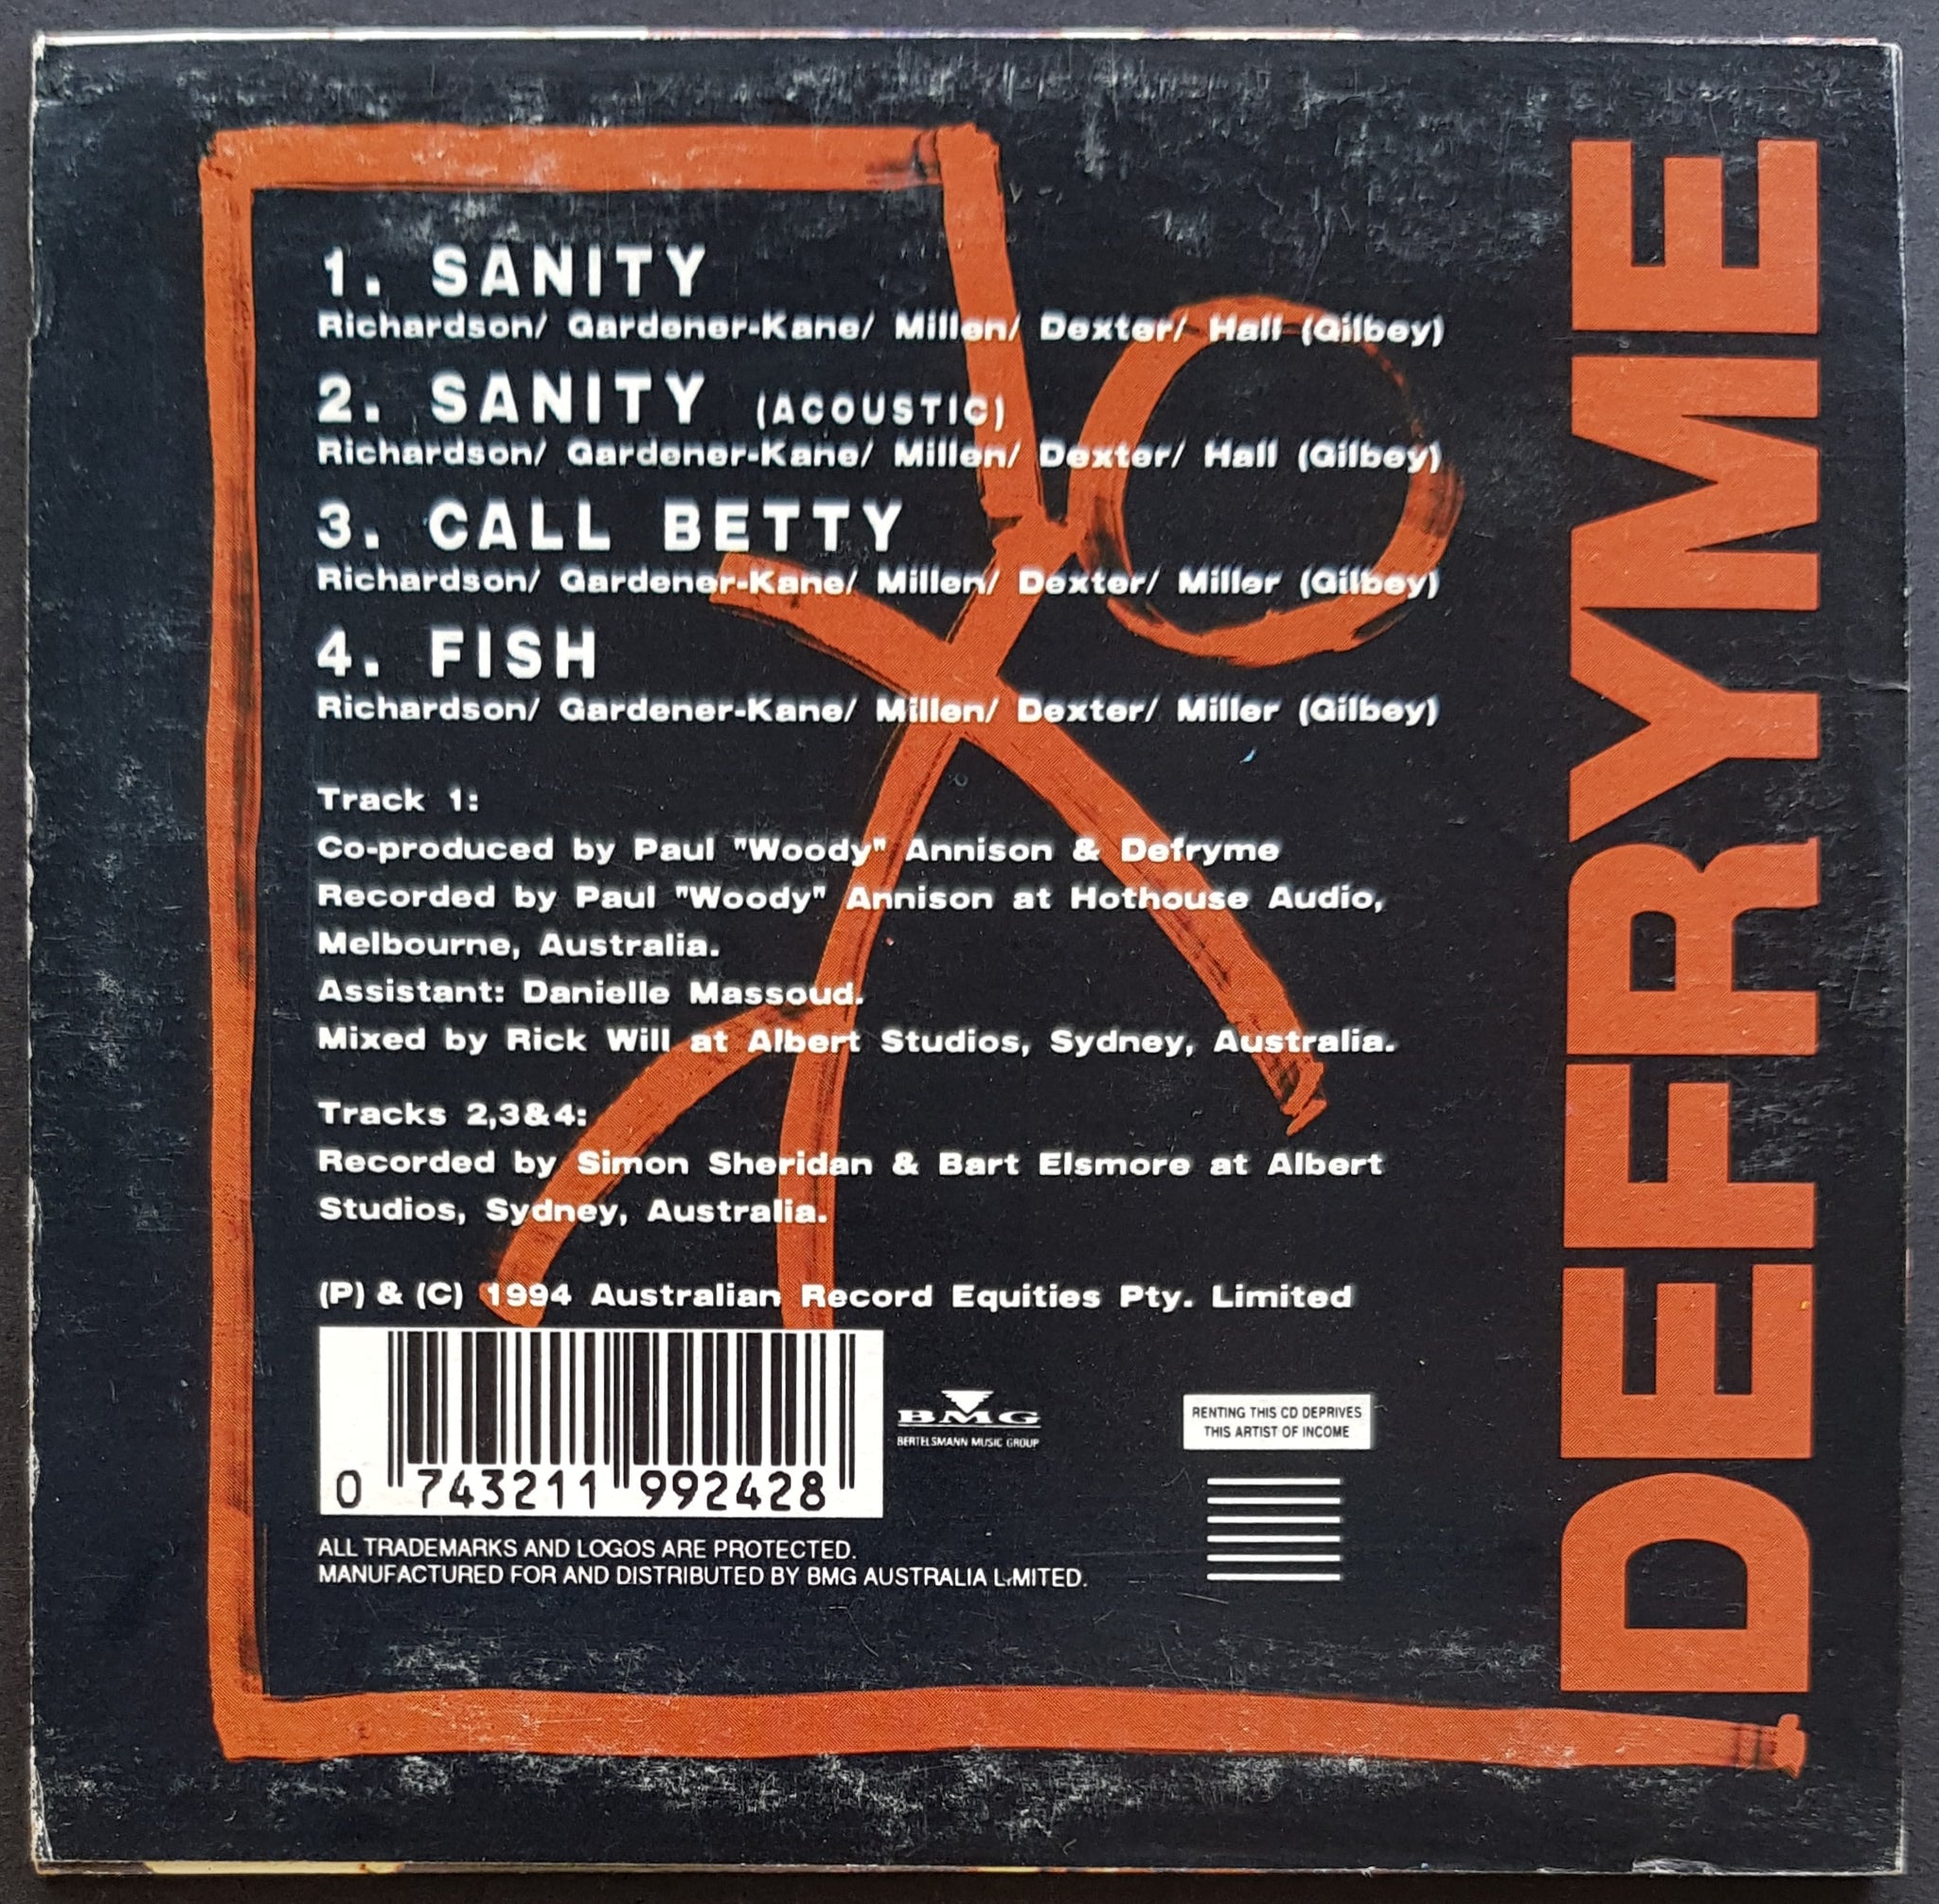 1. SANITY
Richardson/ Gardener-Kane/ Millen/ Dexter/ Hall (Gilbey)
2. SANITY (ACOUSTIC)
Richardson/ Gardener-Kane/ Millen/ Dexter/ Hall (Gilbey)
3. CALL BETTY
Richardson/ Gardener-Kane/ Millen/ Dexter/ Miller (Gilbey)
4. FISH
Richardson/ Gardener-Kane/ Millen/ Dexter/ Miller (Gilbey)
Track 1:
Co-produced by Paul "Woody" Annison & Defryme
Recorded by Paul "Woody" Annison at Hothouse Audio,
Melbourne, Australia.
Assistant: Danielle Massoud.
Mixed by Rick Will at Albert Studios, Sydney, Australia.
Tracks 2,3&4:
Recorded by Simon Sheridan & Bart Elsmore at Albert
Studios, Sydney, Australia.
(P) & (C) 1994 Australian Record Equities Pty. Limited
0 743211 992428
BMG
BERTELSMANN MUSIC GROUP
RENTING THIS CD DEPRIVES
THIS ARTIST OF INCOME
ALL TRADEMARKS AND LOGOS ARE PROTECTED.
MANUFACTURED FOR AND DISTRIBUTED BY BMG AUSTRALIA LIMITED.
DEFFRYME